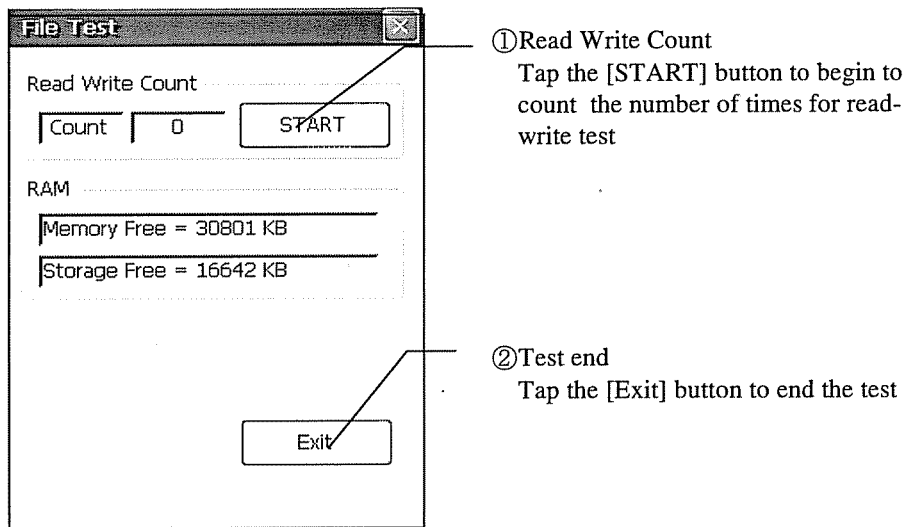 File Test
Read Write Count
Count 0 START
RAM
Memory Free = 30801 KB
Storage Free = 16642 KB
Exit
①Read Write Count
Tap the [START] button to begin to
count the number of times for read-
write test
②Test end
Tap the [Exit] button to end the test